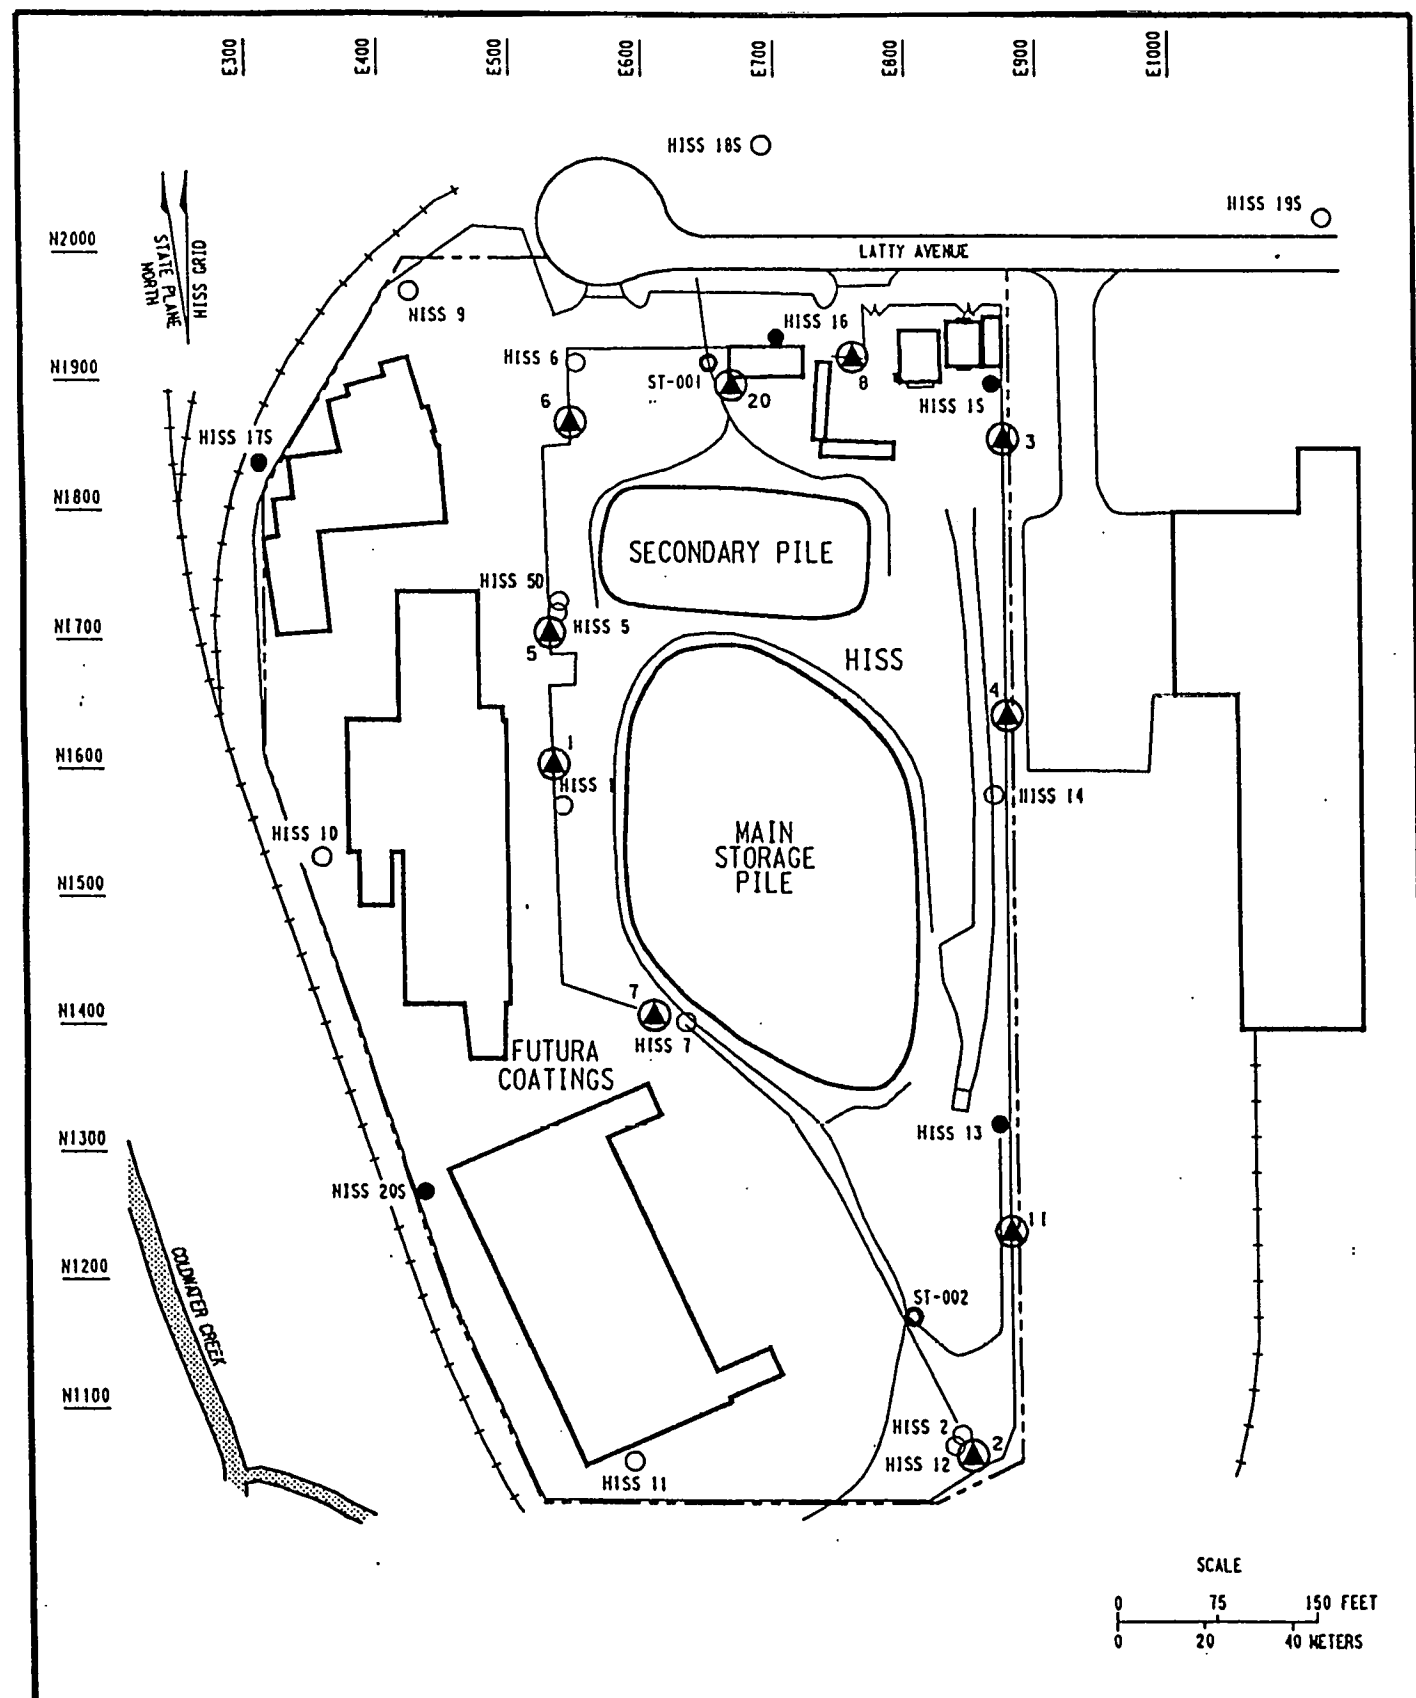 E300
E400
E500
E600
E700
E800
E900
E1000
HISS 18S
HISS 19S
N2000
STATE PLANE
NORTH
HISS GRID
LATTY AVENUE
HISS 9
HISS 16
HISS 6
N1900
ST-001
8
20
HISS 15
6
HISS 17S
3
N1800
SECONDARY PILE
HISS 5D
HISS 5
N1700
5
HISS
4
1
N1600
HISS 1
HISS 14
HISS 10
MAIN
STORAGE
PILE
N1500
7
N1400
HISS 7
FUTURA
COATINGS
N1300
HISS 13
HISS 20S
11
COLDWATER CREEK
N1200
ST-002
N1100
HISS 2
2
HISS 12
HISS 11
SCALE
0 75 150 FEET
0 20 40 METERS